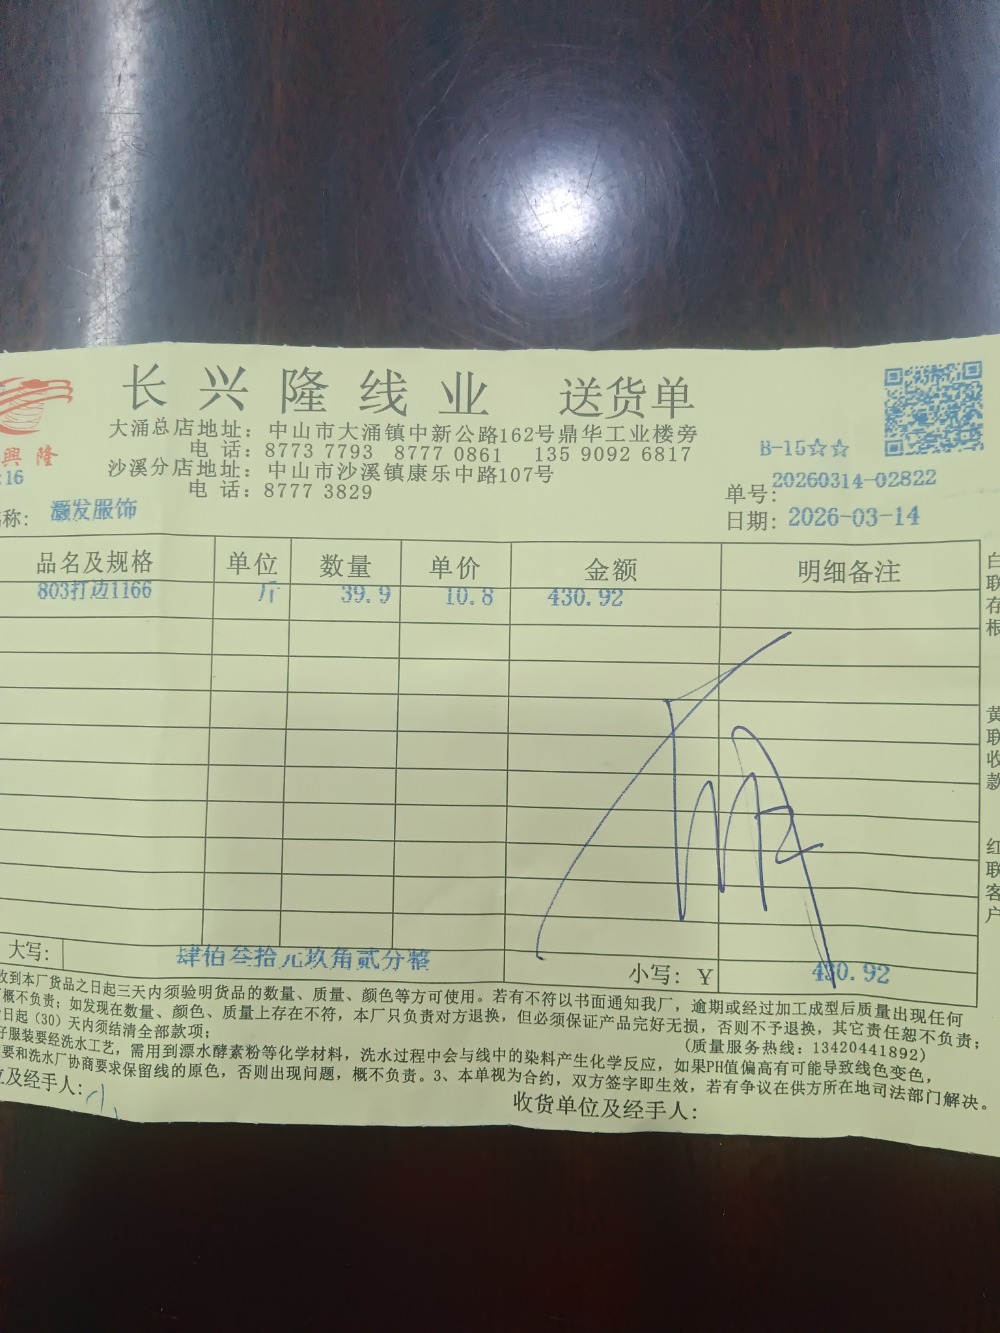 长兴隆线业 送货单
興隆
大涌总店地址：中山市大涌镇中新公路162号鼎华工业楼旁
电 话：8773 7793 8777 0861 135 9092 6817
沙溪分店地址：中山市沙溪镇康乐中路107号
电 话：8777 3829
B-15☆☆
:16
单号：20260314-02822
称：灏发服饰
日期：2026-03-14
品名及规格 单位 数量 单价 金额 明细备注
803打边1166 斤 39.9 10.8 430.92
白联存根
黄联收款
红联客户
大写：肆佰叁拾元玖角贰分整 小写：Y 430.92
收到本厂货品之日起三天内须验明货品的数量、质量、颜色等方可使用。若有不符以书面通知我厂，逾期或经过加工成型后质量出现任何
概不负责；如发现在数量、颜色、质量上存在不符，本厂只负责对方退换，但必须保证产品完好无损，否则不予退换，其它责任恕不负责；
日起（30）天内须结清全部款项； (质量服务热线：13420441892)
服装要经洗水工艺，需用到漂水酵素粉等化学材料，洗水过程中会与线中的染料产生化学反应，如果PH值偏高有可能导致线色变色，
要和洗水厂协商要求保留线的原色，否则出现问题，概不负责。3、本单视为合约，双方签字即生效，若有争议在供方所在地司法部门解决。
及经手人：
收货单位及经手人：